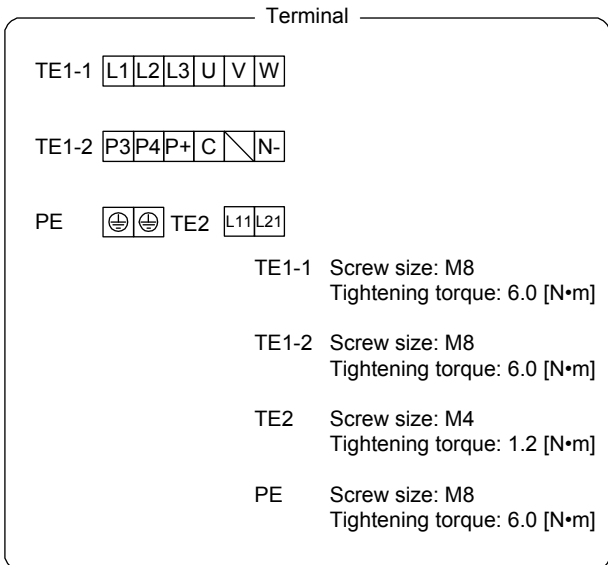 Terminal
TE1-1 L1 L2 L3 U V W
TE1-2 P3 P4 P+ C N-
PE TE2 L11 L21
TE1-1 Screw size: M8
Tightening torque: 6.0 [N•m]
TE1-2 Screw size: M8
Tightening torque: 6.0 [N•m]
TE2 Screw size: M4
Tightening torque: 1.2 [N•m]
PE Screw size: M8
Tightening torque: 6.0 [N•m]